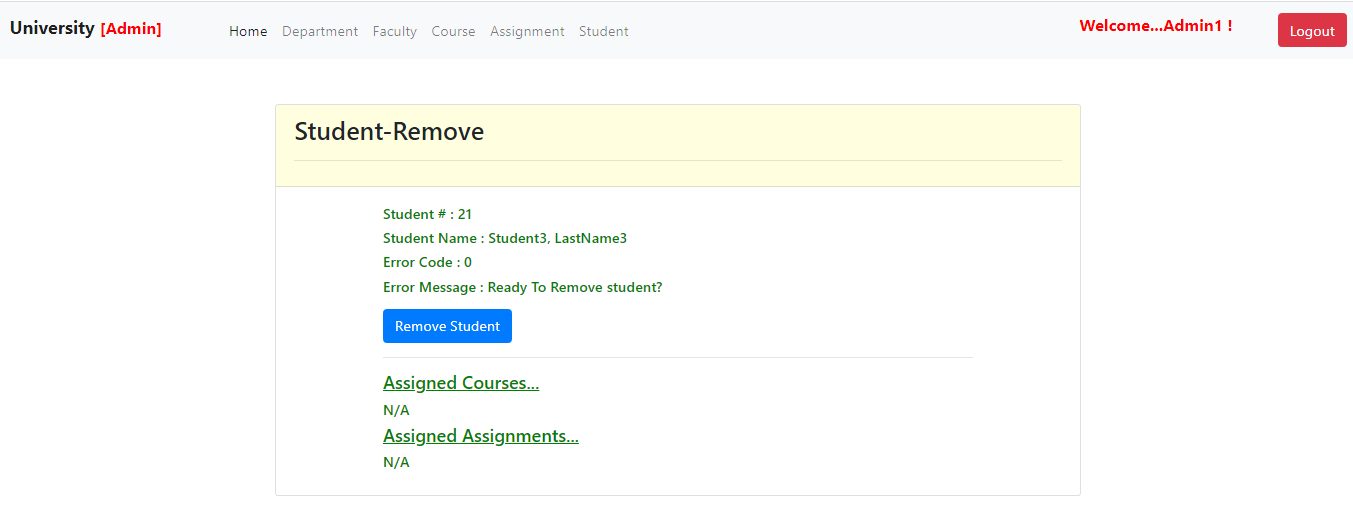 University [Admin] Home Department Faculty Course Assignment Student Welcome...Admin1 ! Logout
Student-Remove
Student # : 21
Student Name : Student3, LastName3
Error Code : 0
Error Message : Ready To Remove student?
Remove Student
Assigned Courses...
N/A
Assigned Assignments...
N/A